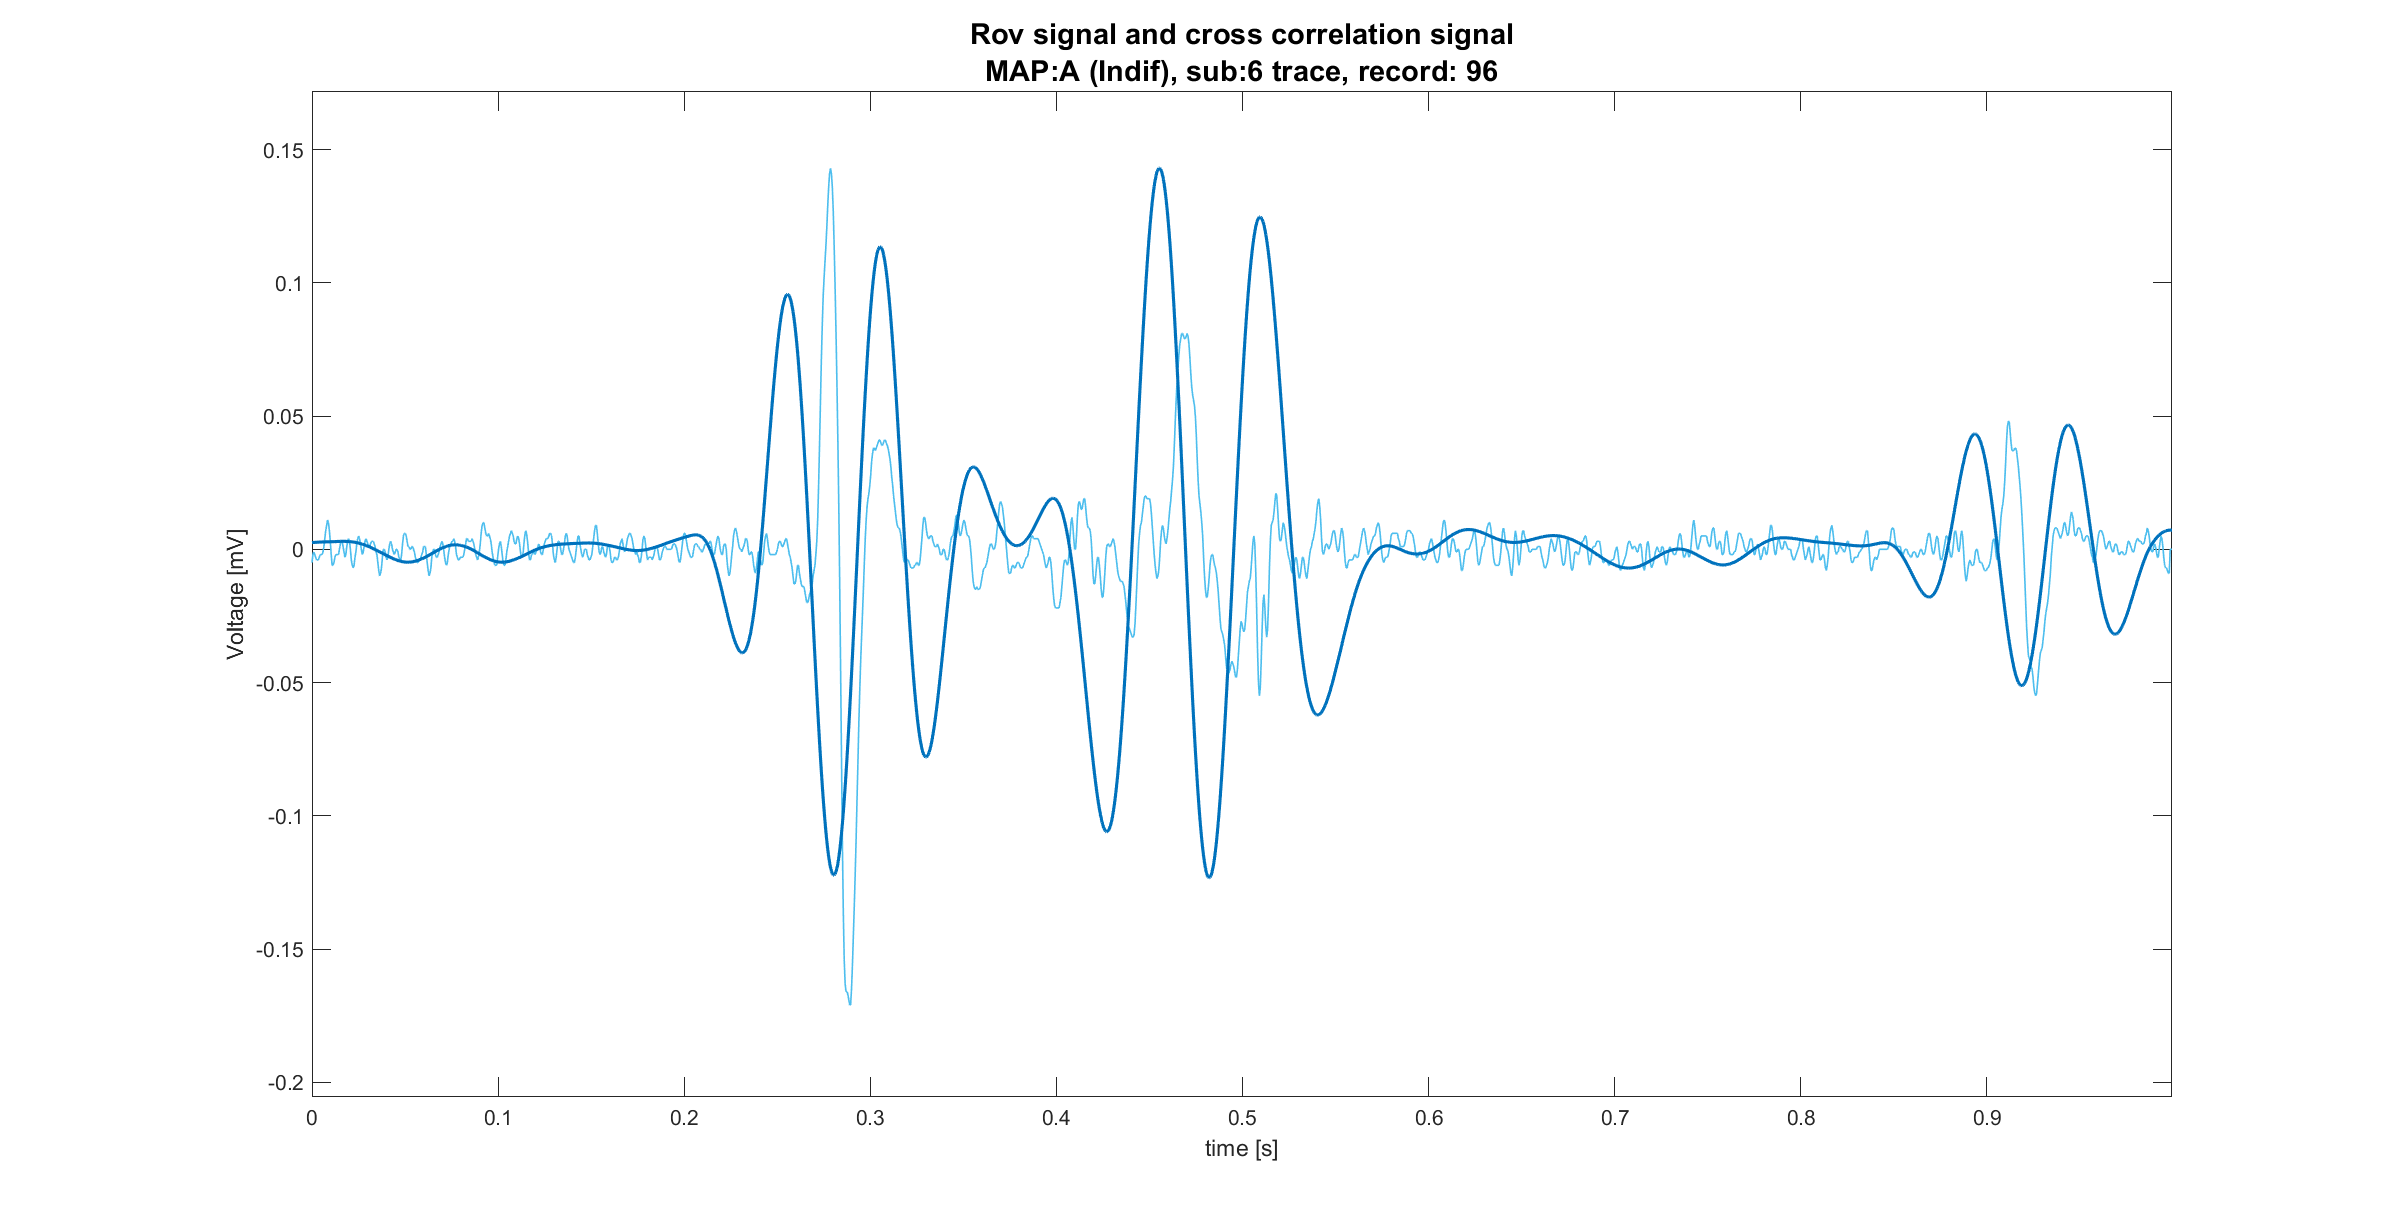 Rov signal and cross correlation signal
MAP:A (Indif), sub:6 trace, record: 96
0.15
0.1
0.05
0
-0.05
-0.1
-0.15
-0.2
Voltage [mV]
0 0.1 0.2 0.3 0.4 0.5 0.6 0.7 0.8 0.9
time [s]